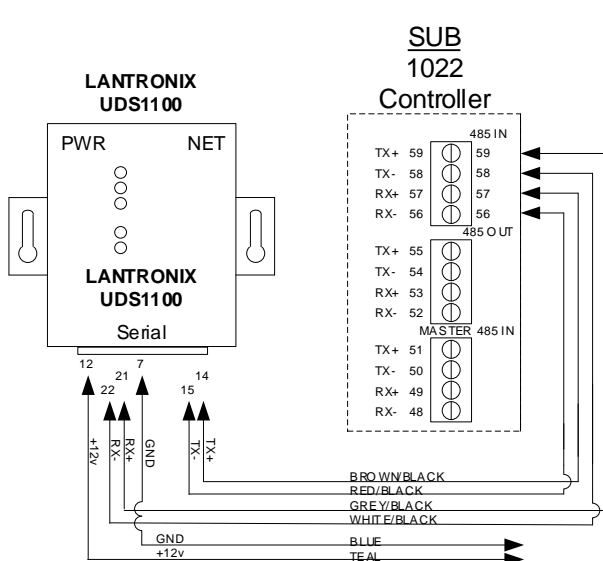 SUB
1022
Controller
LANTRONIX
UDS1100
PWR NET
LANTRONIX
UDS1100
Serial
485 IN
TX+ 59 59
TX- 58 58
RX+ 57 57
RX- 56 56
485 OUT
TX+ 55
TX- 54
RX+ 53
RX- 52
MASTER 485 IN
TX+ 51
TX- 50
RX+ 49
RX- 48
12 7
21 14
22 15
+12v
RX-
RX+
GND
TX-
TX+
BROWN/BLACK
RED/BLACK
GREY/BLACK
WHITE/BLACK
GND BLUE
+12v TEAL